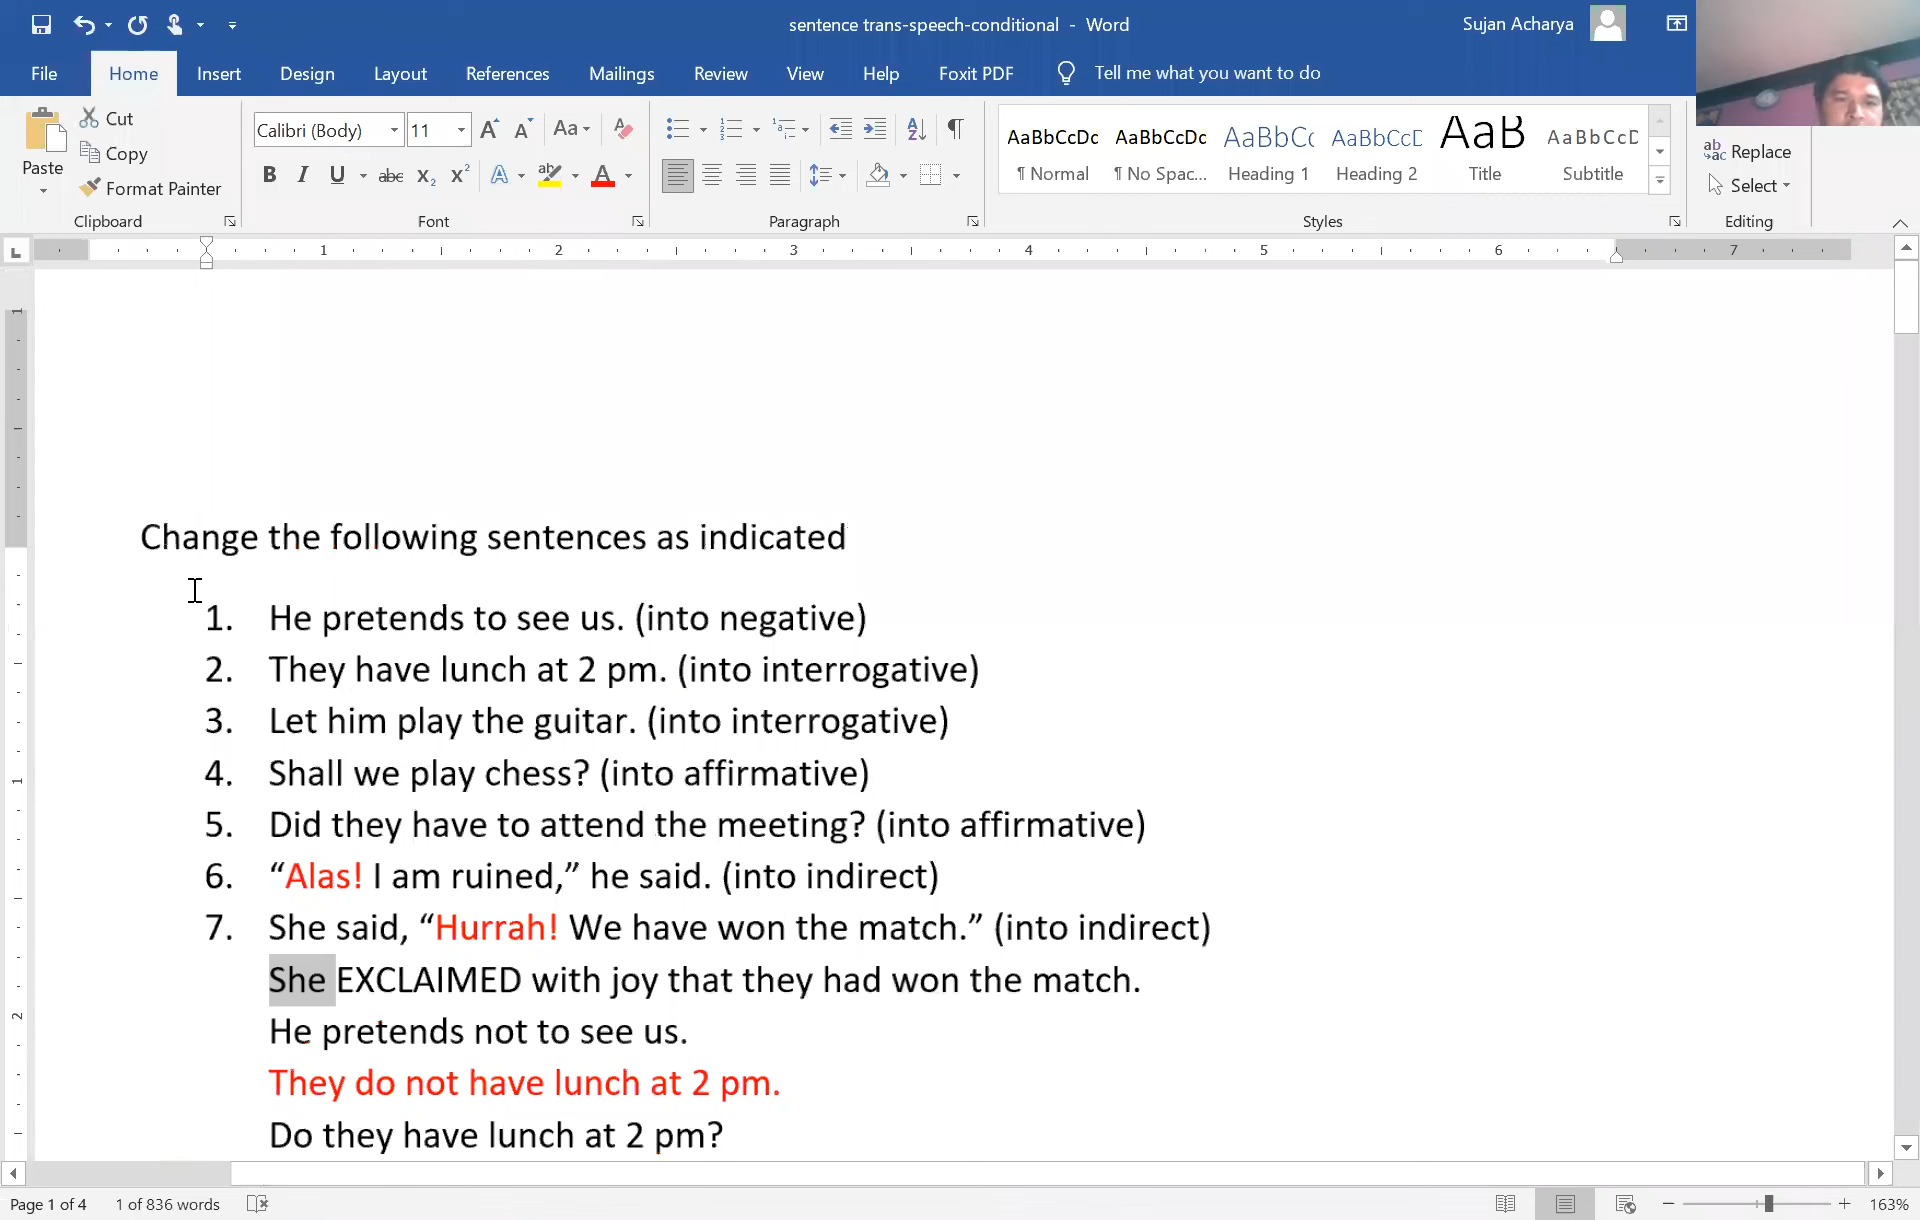 sentence trans-speech-conditional - Word
Sujan Acharya
File Home Insert Design Layout References Mailings Review View Help Foxit PDF Tell me what you want to do
Paste
Cut
Copy
Format Painter
Clipboard
Calibri (Body) 11
Font
Paragraph
AaBbCcDc AaBbCcDc AaBbCc AaBbCcD AaB AaBbCcD
¶ Normal ¶ No Spac... Heading 1 Heading 2 Title Subtitle
Styles
Replace
Select
Editing
1 2 3 4 5 6 7
Change the following sentences as indicated
1. He pretends to see us. (into negative)
2. They have lunch at 2 pm. (into interrogative)
3. Let him play the guitar. (into interrogative)
4. Shall we play chess? (into affirmative)
5. Did they have to attend the meeting? (into affirmative)
6. “Alas! I am ruined,” he said. (into indirect)
7. She said, “Hurrah! We have won the match.” (into indirect)
She EXCLAIMED with joy that they had won the match.
He pretends not to see us.
They do not have lunch at 2 pm.
Do they have lunch at 2 pm?
Page 1 of 4 1 of 836 words 163%